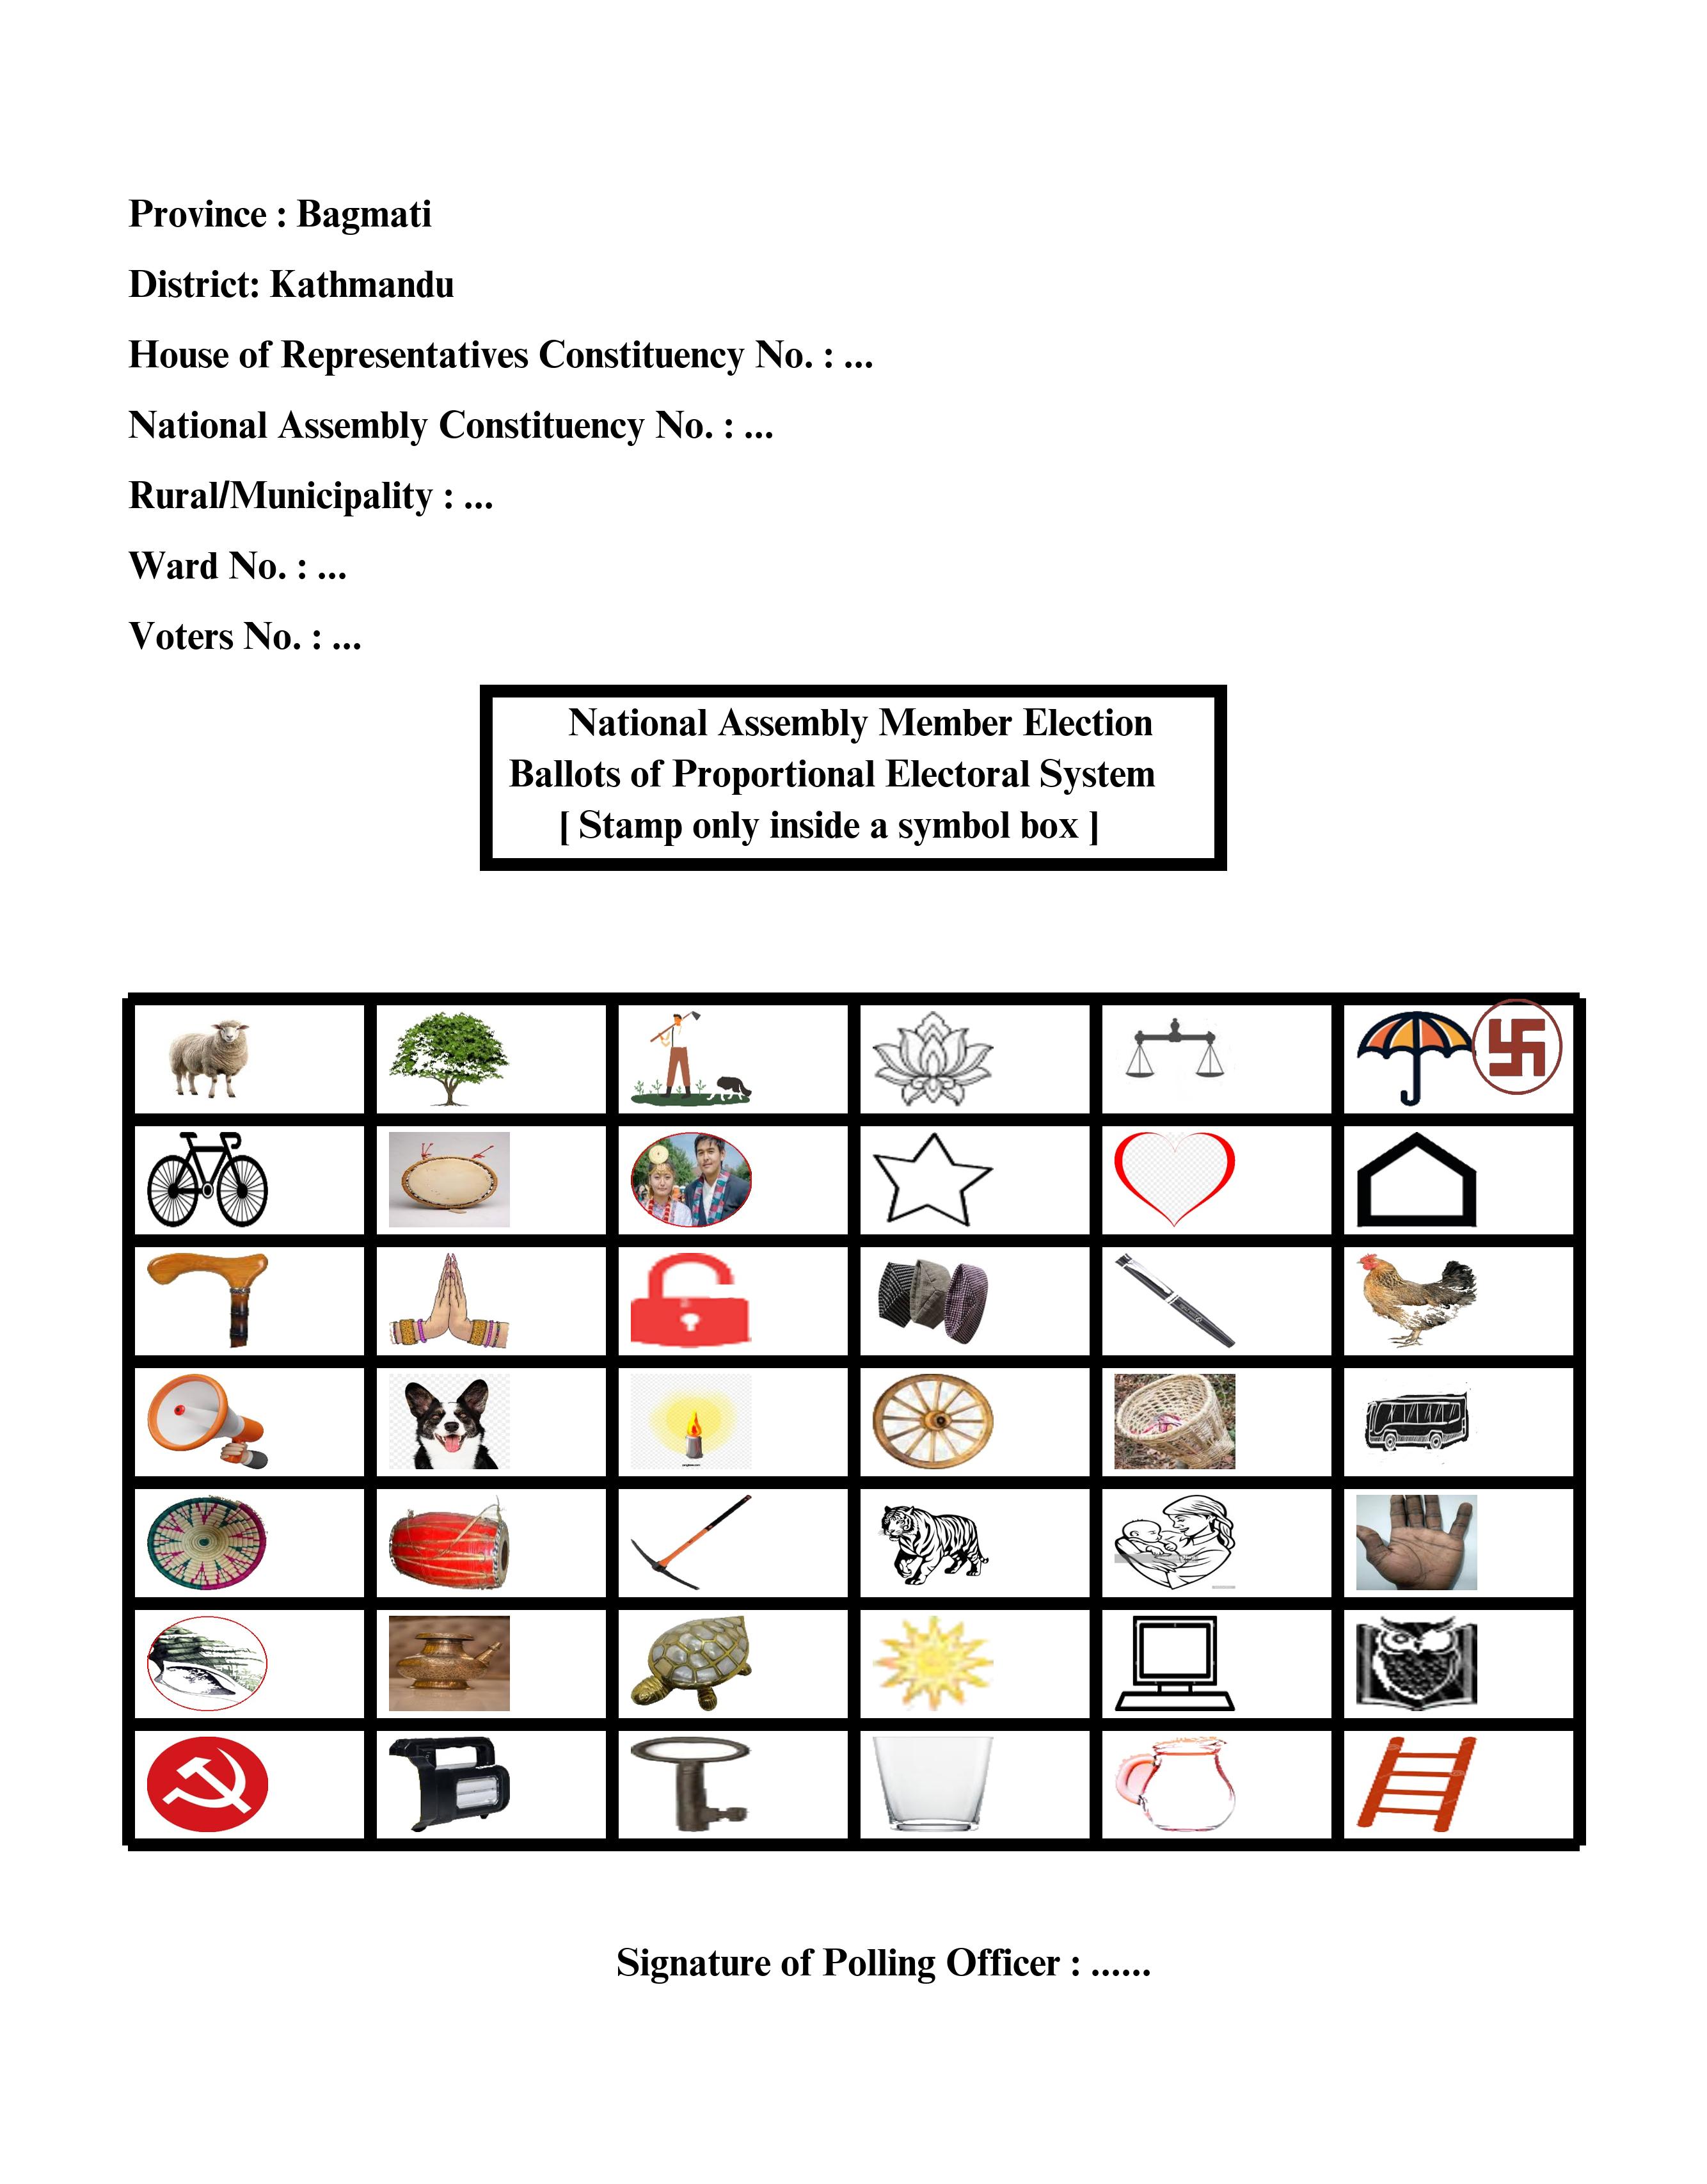 Province : Bagmati
District: Kathmandu
House of Representatives Constituency No. : ...
National Assembly Constituency No. : ...
Rural/Municipality : ...
Ward No. : ...
Voters No. : ...
National Assembly Member Election
Ballots of Proportional Electoral System
[ Stamp only inside a symbol box ]
Signature of Polling Officer : ......